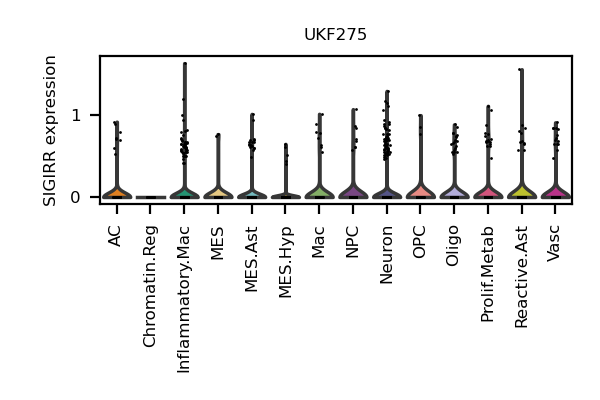 UKF275
SIGIRR expression
1
0
AC
Chromatin.Reg
Inflammatory.Mac
MES
MES.Ast
MES.Hyp
Mac
NPC
Neuron
OPC
Oligo
Prolif.Metab
Reactive.Ast
Vasc